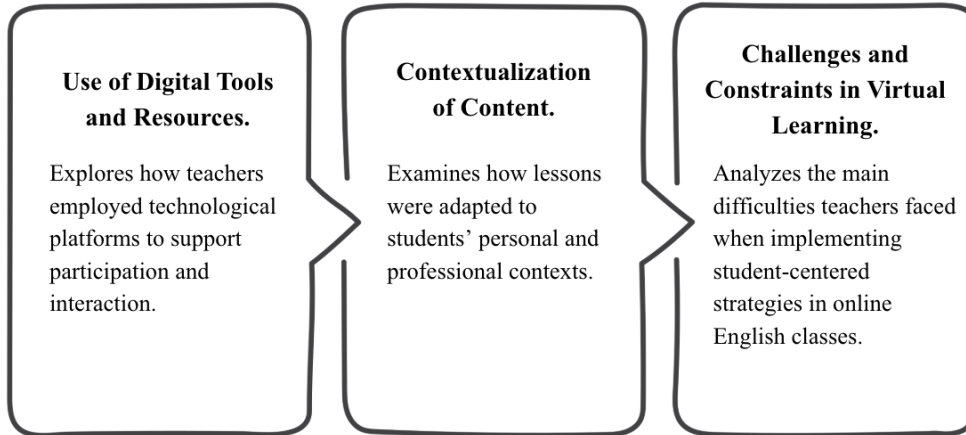 Use of Digital Tools
and Resources.
Explores how teachers
employed technological
platforms to support
participation and
interaction.
Contextualization
of Content.
Examines how lessons
were adapted to
students’ personal and
professional contexts.
Challenges and
Constraints in Virtual
Learning.
Analyzes the main
difficulties teachers faced
when implementing
student-centered
strategies in online
English classes.